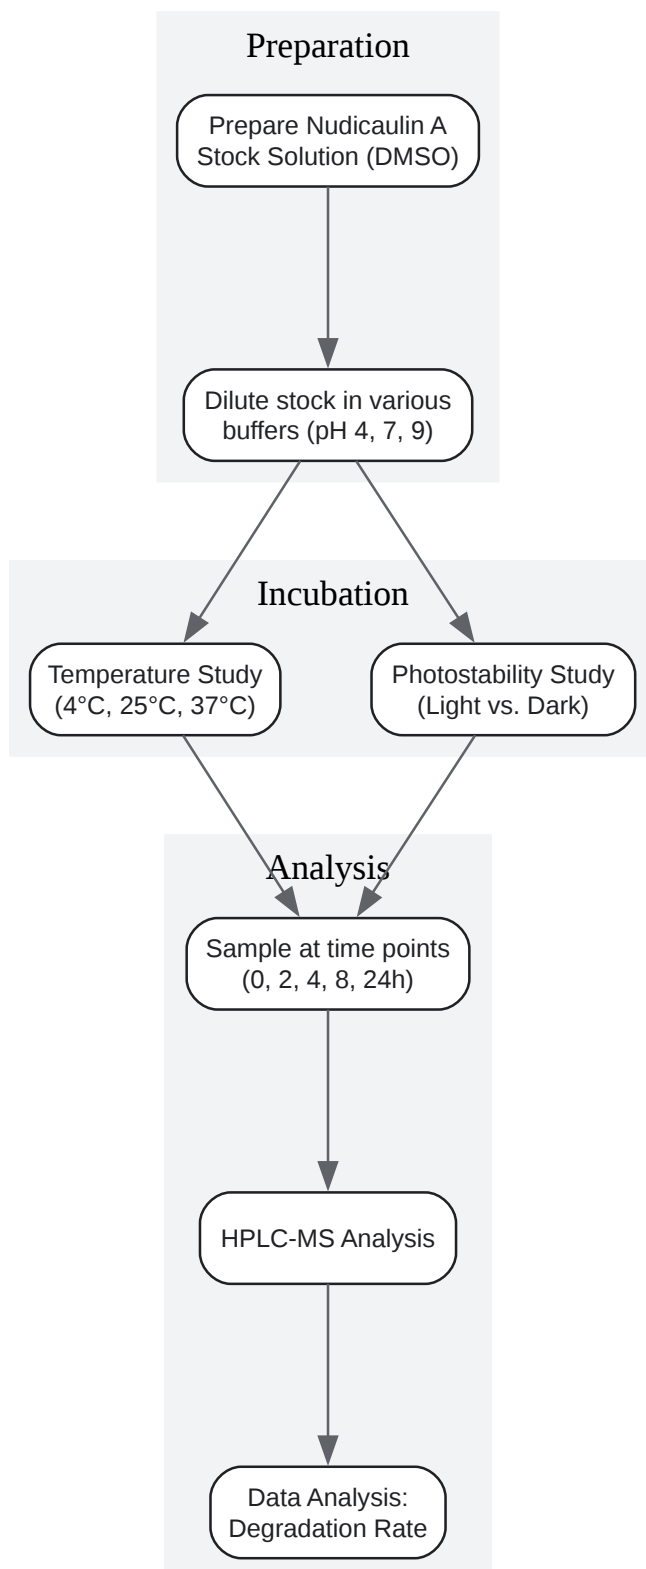 Preparation
Prepare Nudicaulin A
Stock Solution (DMSO)
Dilute stock in various
buffers (pH 4, 7, 9)
Incubation
Temperature Study
(4°C, 25°C, 37°C)
Photostability Study
(Light vs. Dark)
Analysis
Sample at time points
(0, 2, 4, 8, 24h)
HPLC-MS Analysis
Data Analysis:
Degradation Rate